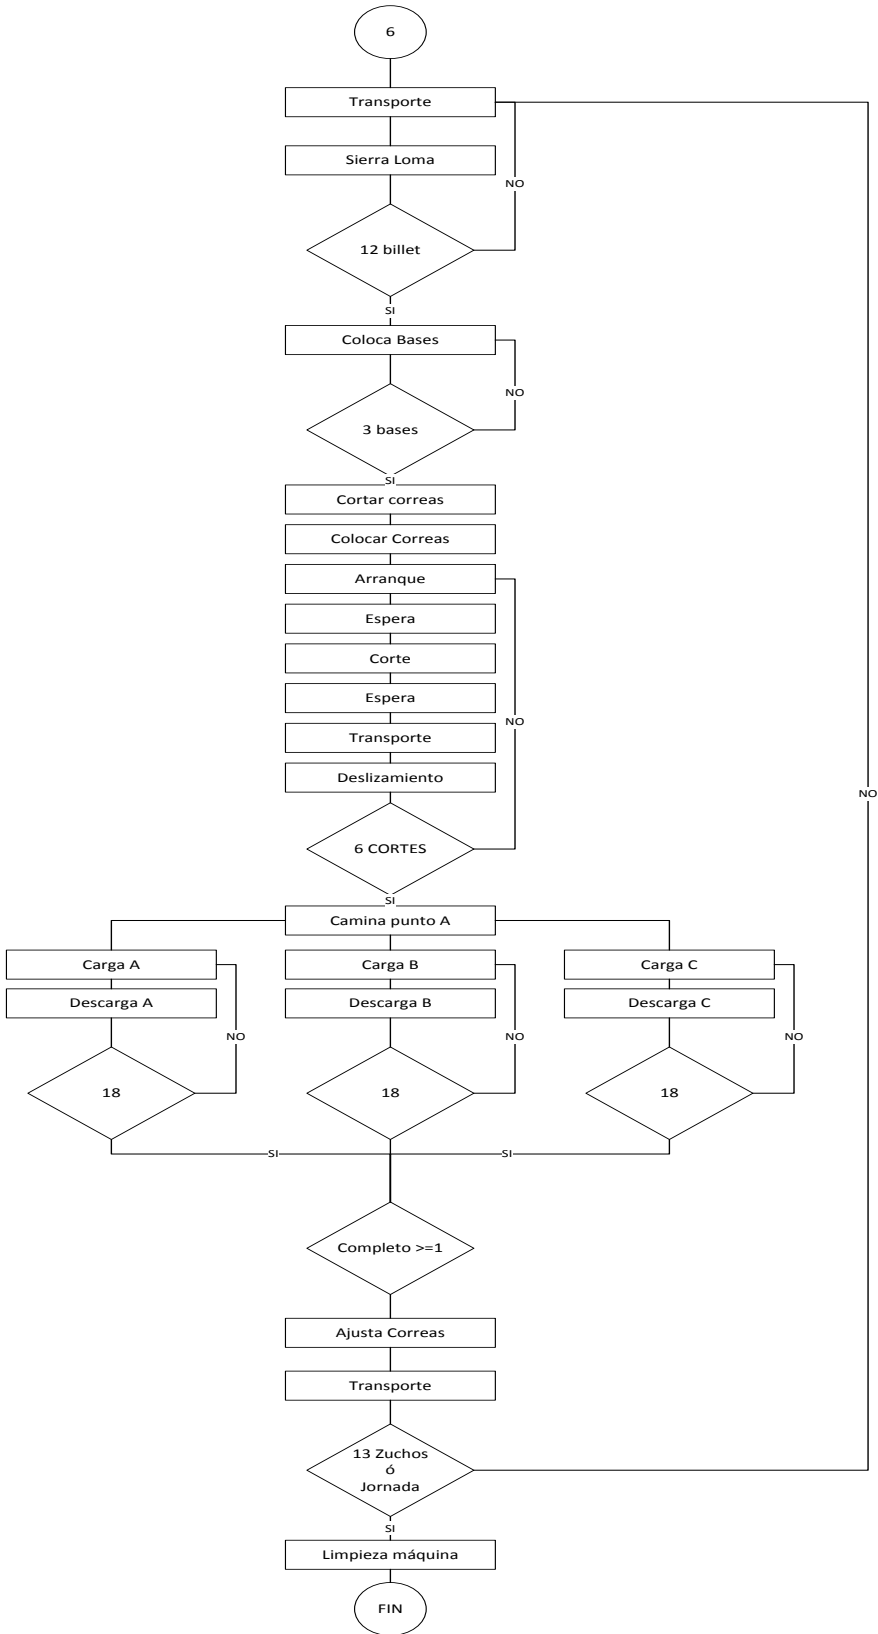 6
Transporte
Sierra Loma
NO
12 billet
SI
Coloca Bases
NO
3 bases
SI
Cortar correas
Colocar Correas
Arranque
Espera
Corte
Espera
NO
Transporte
Deslizamiento
NO
6 CORTES
SI
Camina punto A
Carga A
Carga B
Carga C
Descarga A
Descarga B
Descarga C
NO
NO
NO
18
18
18
SI
SI
Completo >=1
Ajusta Correas
Transporte
13 Zuchos
ó
Jornada
SI
Limpieza máquina
FIN